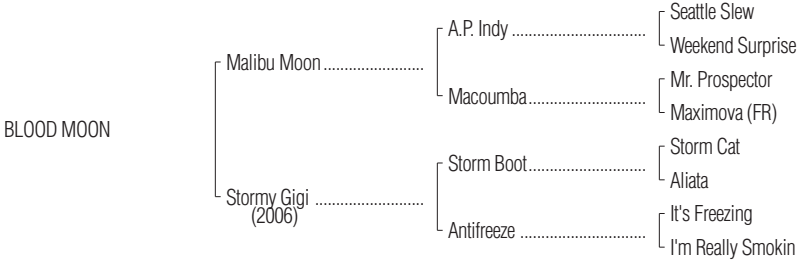 Seattle Slew
A.P. Indy
Weekend Surprise
Malibu Moon
Mr. Prospector
Macoumba
Maximova (FR)
BLOOD MOON
Storm Cat
Storm Boot
Aliata
Stormy Gigi
(2006)
It's Freezing
Antifreeze
I'm Really Smokin